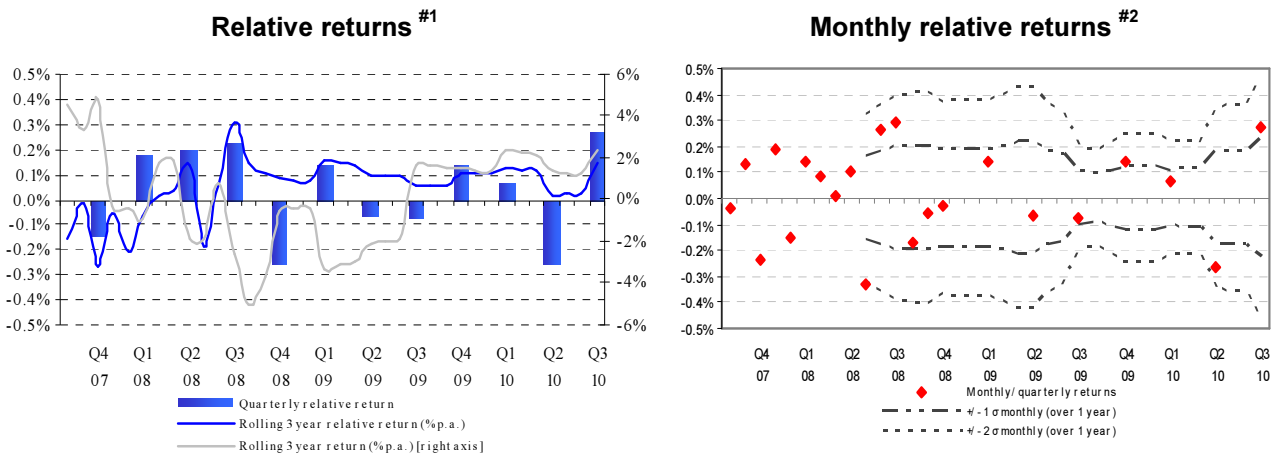 Relative returns #1
0.5%
0.4%
0.3%
0.2%
0.1%
0.0%
-0.1%
-0.2%
-0.3%
-0.4%
-0.5%
6%
4%
2%
0%
-2%
-4%
-6%
Q4 Q1 Q2 Q3 Q4 Q1 Q2 Q3 Q4 Q1 Q2 Q3
07 08 08 08 08 09 09 09 09 10 10 10
Quarterly relative return
Rolling 3 year relative return (% p.a.)
Rolling 3 year return (% p.a.) [right axis]
Monthly relative returns #2
0.5%
0.4%
0.3%
0.2%
0.1%
0.0%
-0.1%
-0.2%
-0.3%
-0.4%
-0.5%
Q4 Q1 Q2 Q3 Q4 Q1 Q2 Q3 Q4 Q1 Q2 Q3
07 08 08 08 08 09 09 09 09 10 10 10
Monthly/ quarterly returns
+/- 1 σ monthly (over 1 year)
+/- 2 σ monthly (over 1 year)